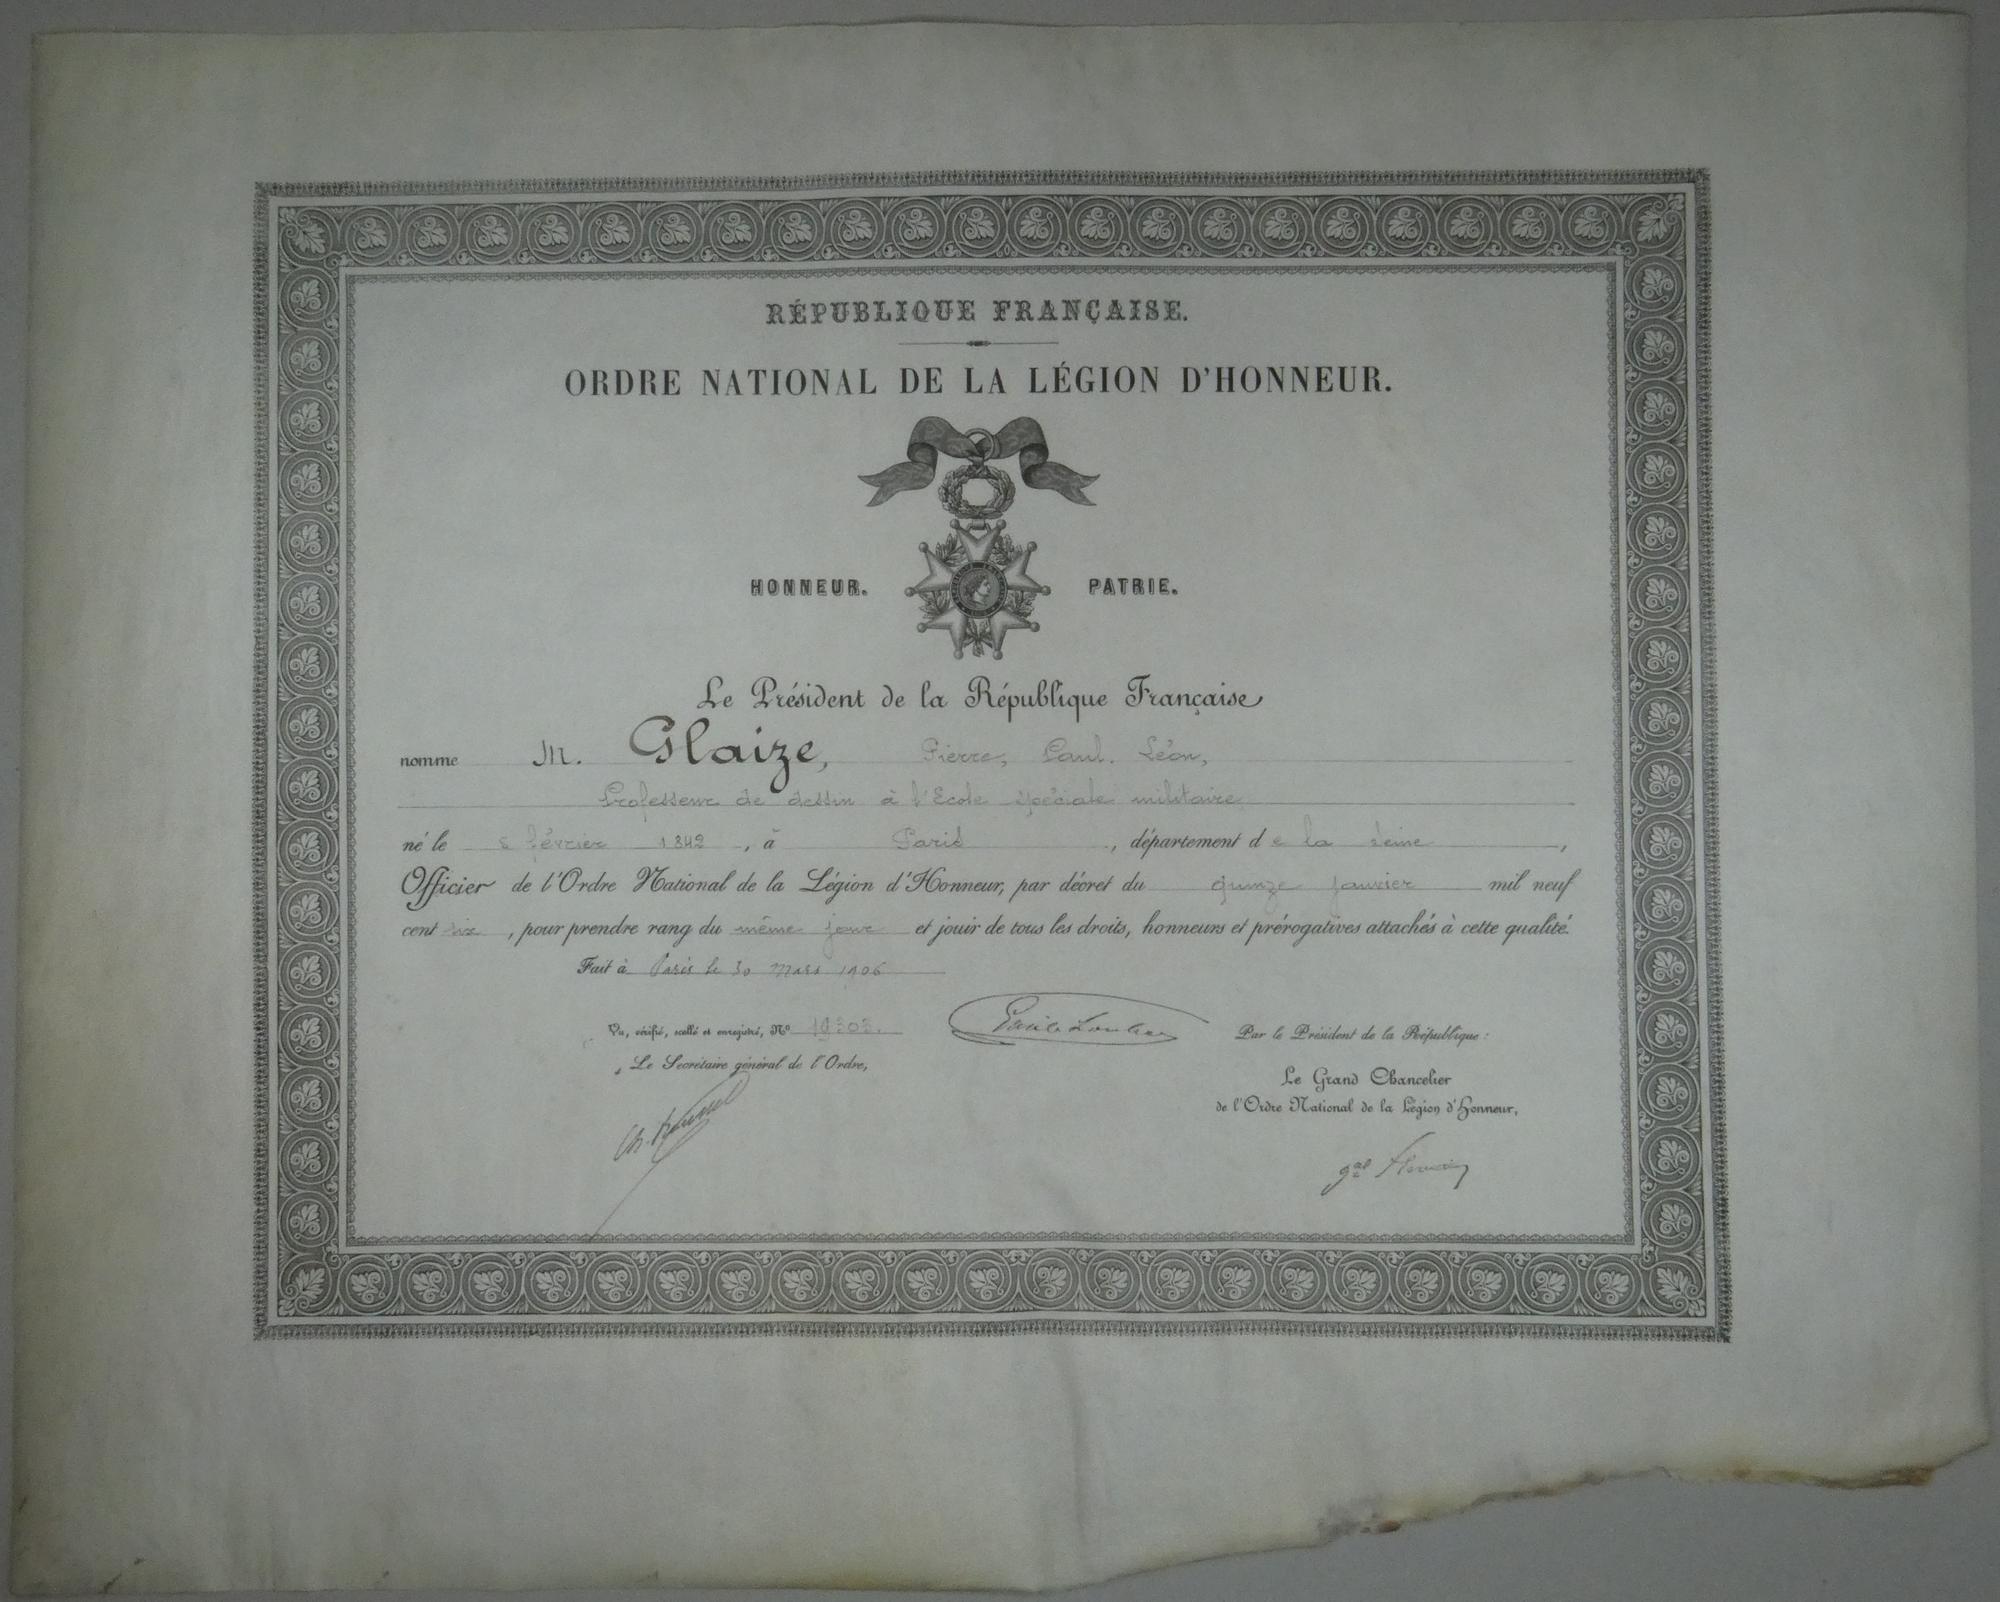 RÉPUBLIQUE FRANÇAISE.
ORDRE NATIONAL DE LA LÉGION D'HONNEUR.
HONNEUR. PATRIE.
Le Président de la République Française
nomme M. Glaize, Pierre, Paul. Léon,
Professeur de dessin à l'Ecole spéciale militaire
né le février 1842, à Paris, département de la Seine,
Officier de l'Ordre National de la Légion d'Honneur, par décret du quinze janvier mil neuf
cent six, pour prendre rang du même jour et jouir de tous les droits, honneurs et prérogatives attachés à cette qualité.
Fait à Paris le 30 Mars 1906
Vu, vérifié, scellé et enregistré, N°
Emile Loubet
Par le Président de la République:
Le Secrétaire général de l'Ordre,
Le Grand Chancelier
de l'Ordre National de la Légion d'Honneur,
gal Florentin